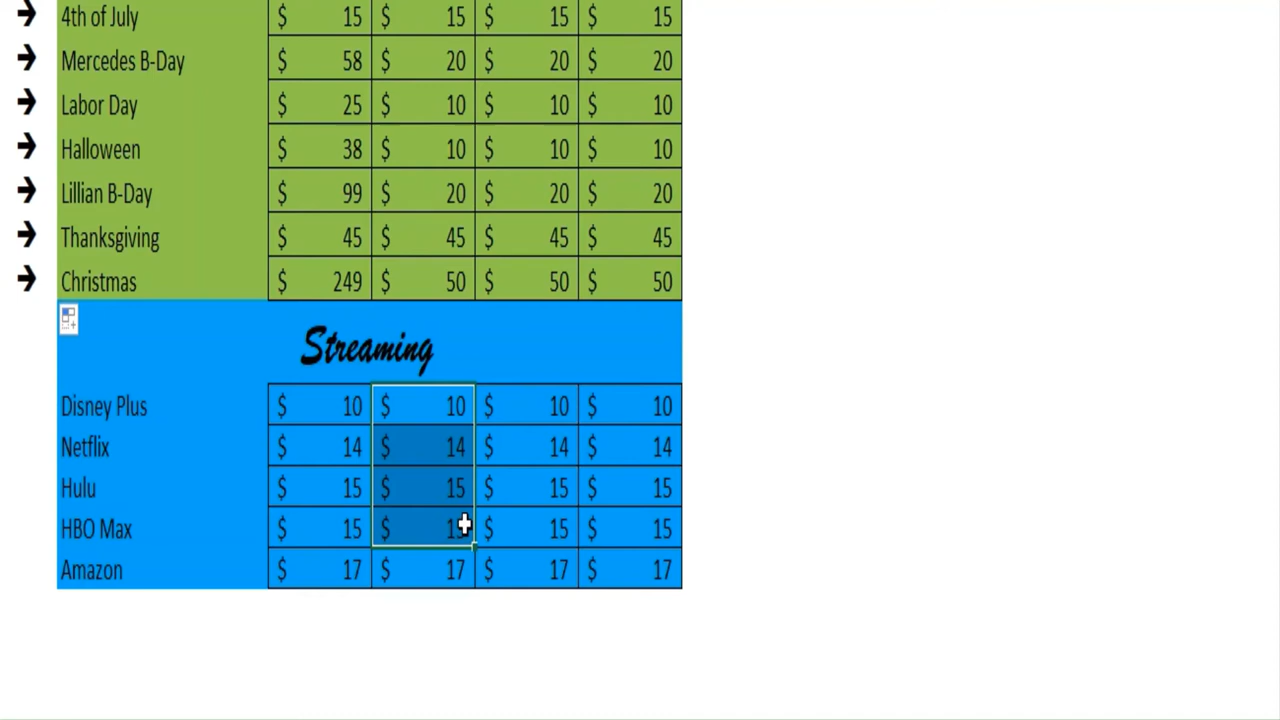 → 4th of July $ 15 $ 15 $ 15 $ 15
→ Mercedes B-Day $ 58 $ 20 $ 20 $ 20
→ Labor Day $ 25 $ 10 $ 10 $ 10
→ Halloween $ 38 $ 10 $ 10 $ 10
→ Lillian B-Day $ 99 $ 20 $ 20 $ 20
→ Thanksgiving $ 45 $ 45 $ 45 $ 45
→ Christmas $ 249 $ 50 $ 50 $ 50
Streaming
Disney Plus $ 10 $ 10 $ 10 $ 10
Netflix $ 14 $ 14 $ 14 $ 14
Hulu $ 15 $ 15 $ 15 $ 15
HBO Max $ 15 $ $ 15 $ 15
Amazon $ 17 $ 17 $ 17 $ 17